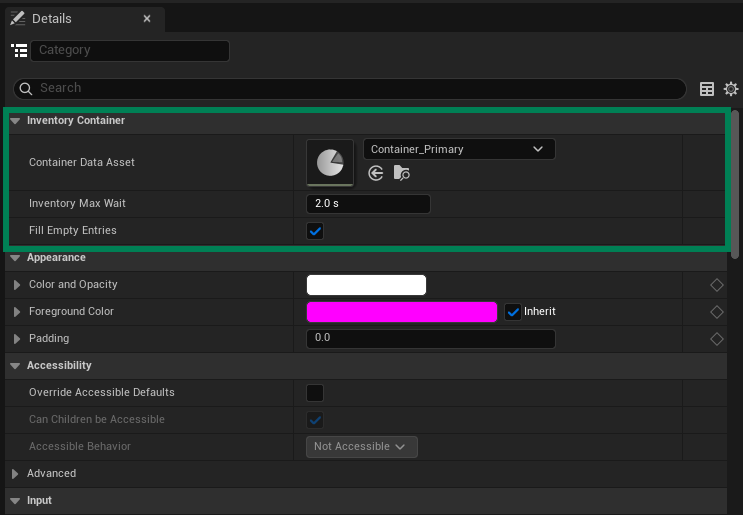 Details
Category
Search
Inventory Container
Container Data Asset
Container_Primary
Inventory Max Wait
2.0 s
Fill Empty Entries
Appearance
Color and Opacity
Foreground Color
Inherit
Padding
0.0
Accessibility
Override Accessible Defaults
Can Children be Accessible
Accessible Behavior
Not Accessible
Advanced
Input